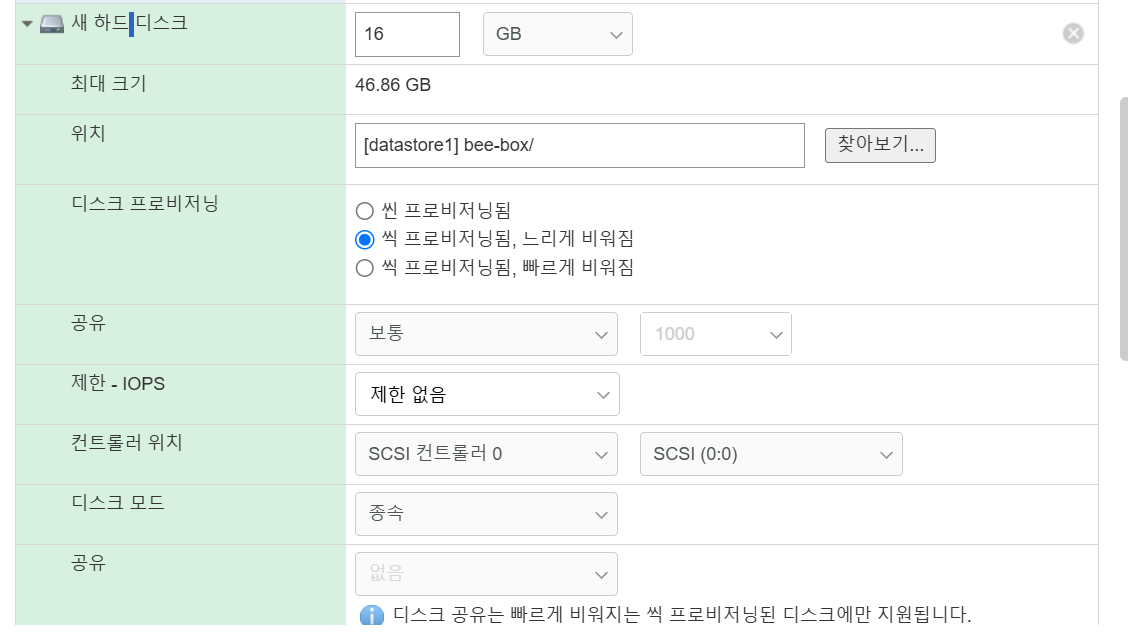 새 하드 디스크
16 GB
최대 크기 46.86 GB
위치 [datastore1] bee-box/ 찾아보기...
디스크 프로비저닝
씬 프로비저닝됨
씩 프로비저닝됨, 느리게 비워짐
씩 프로비저닝됨, 빠르게 비워짐
공유 보통 1000
제한 - IOPS 제한 없음
컨트롤러 위치 SCSI 컨트롤러 0 SCSI (0:0)
디스크 모드 종속
공유 없음
디스크 공유는 빠르게 비워지는 씩 프로비저닝된 디스크에만 지원됩니다.